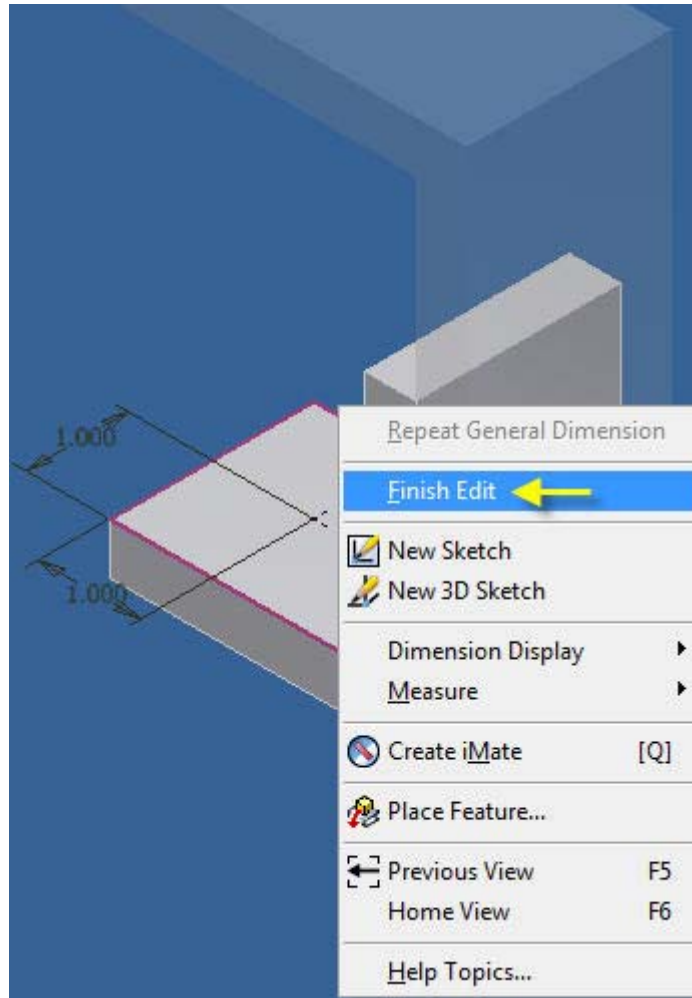 1.000
1.000
Repeat General Dimension
Finish Edit
New Sketch
New 3D Sketch
Dimension Display
Measure
Create iMate [Q]
Place Feature...
Previous View F5
Home View F6
Help Topics...